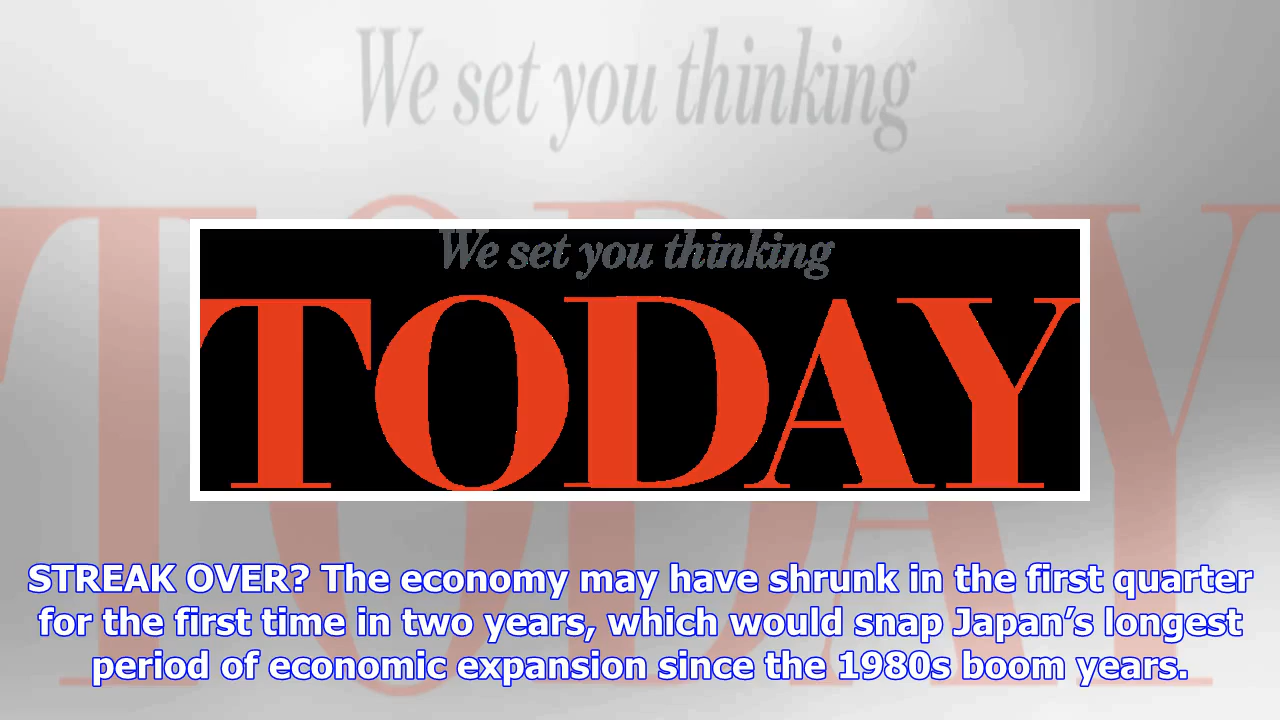 We set you thinking
TODAY
We set you thinking
TODAY
STREAK OVER? The economy may have shrunk in the first quarter
for the first time in two years, which would snap Japan’s longest
period of economic expansion since the 1980s boom years.